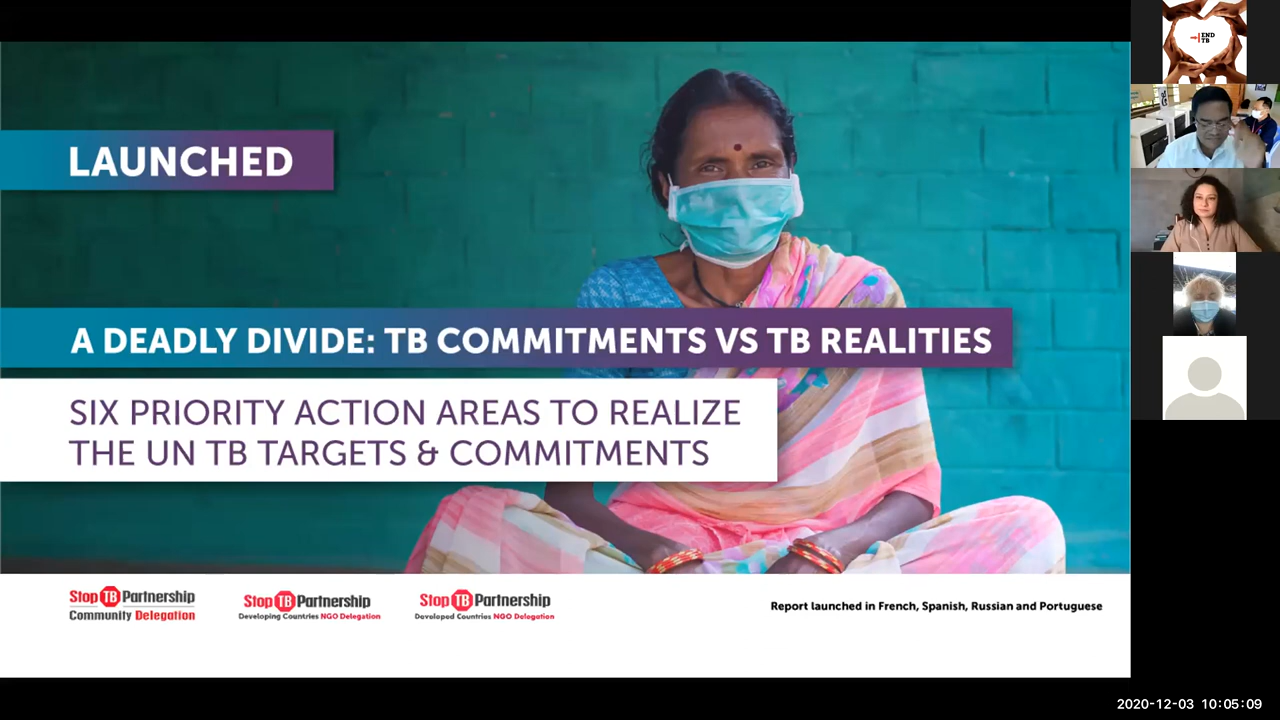 LAUNCHED
A DEADLY DIVIDE: TB COMMITMENTS VS TB REALITIES
SIX PRIORITY ACTION AREAS TO REALIZE
THE UN TB TARGETS & COMMITMENTS
Stop TB Partnership
Community Delegation
Stop TB Partnership
Developing Countries NGO Delegation
Stop TB Partnership
Developed Countries NGO Delegation
Report launched in French, Spanish, Russian and Portuguese
END
TB
2020-12-03 10:05:09